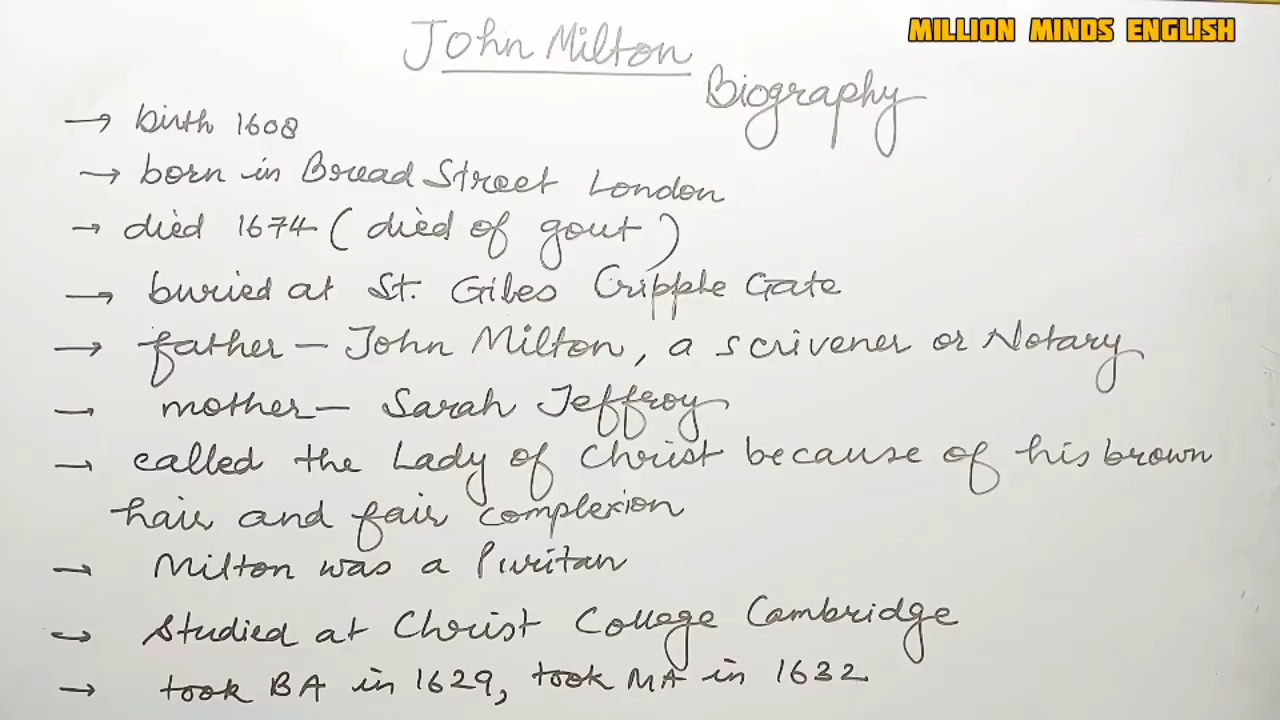 MILLION MINDS ENGLISH
John Milton
Biography
→ birth 1608
→ born in Bread Street London
→ died 1674 ( died of gout )
→ buried at St. Giles Cripple Gate
→ father – John Milton, a scrivener or Notary
→ mother – Sarah Jeffroy
→ called the Lady of Christ because of his brown
hair and fair complexion
→ Milton was a Puritan
→ Studied at Christ College Cambridge
→ took BA in 1629, took MA in 1632